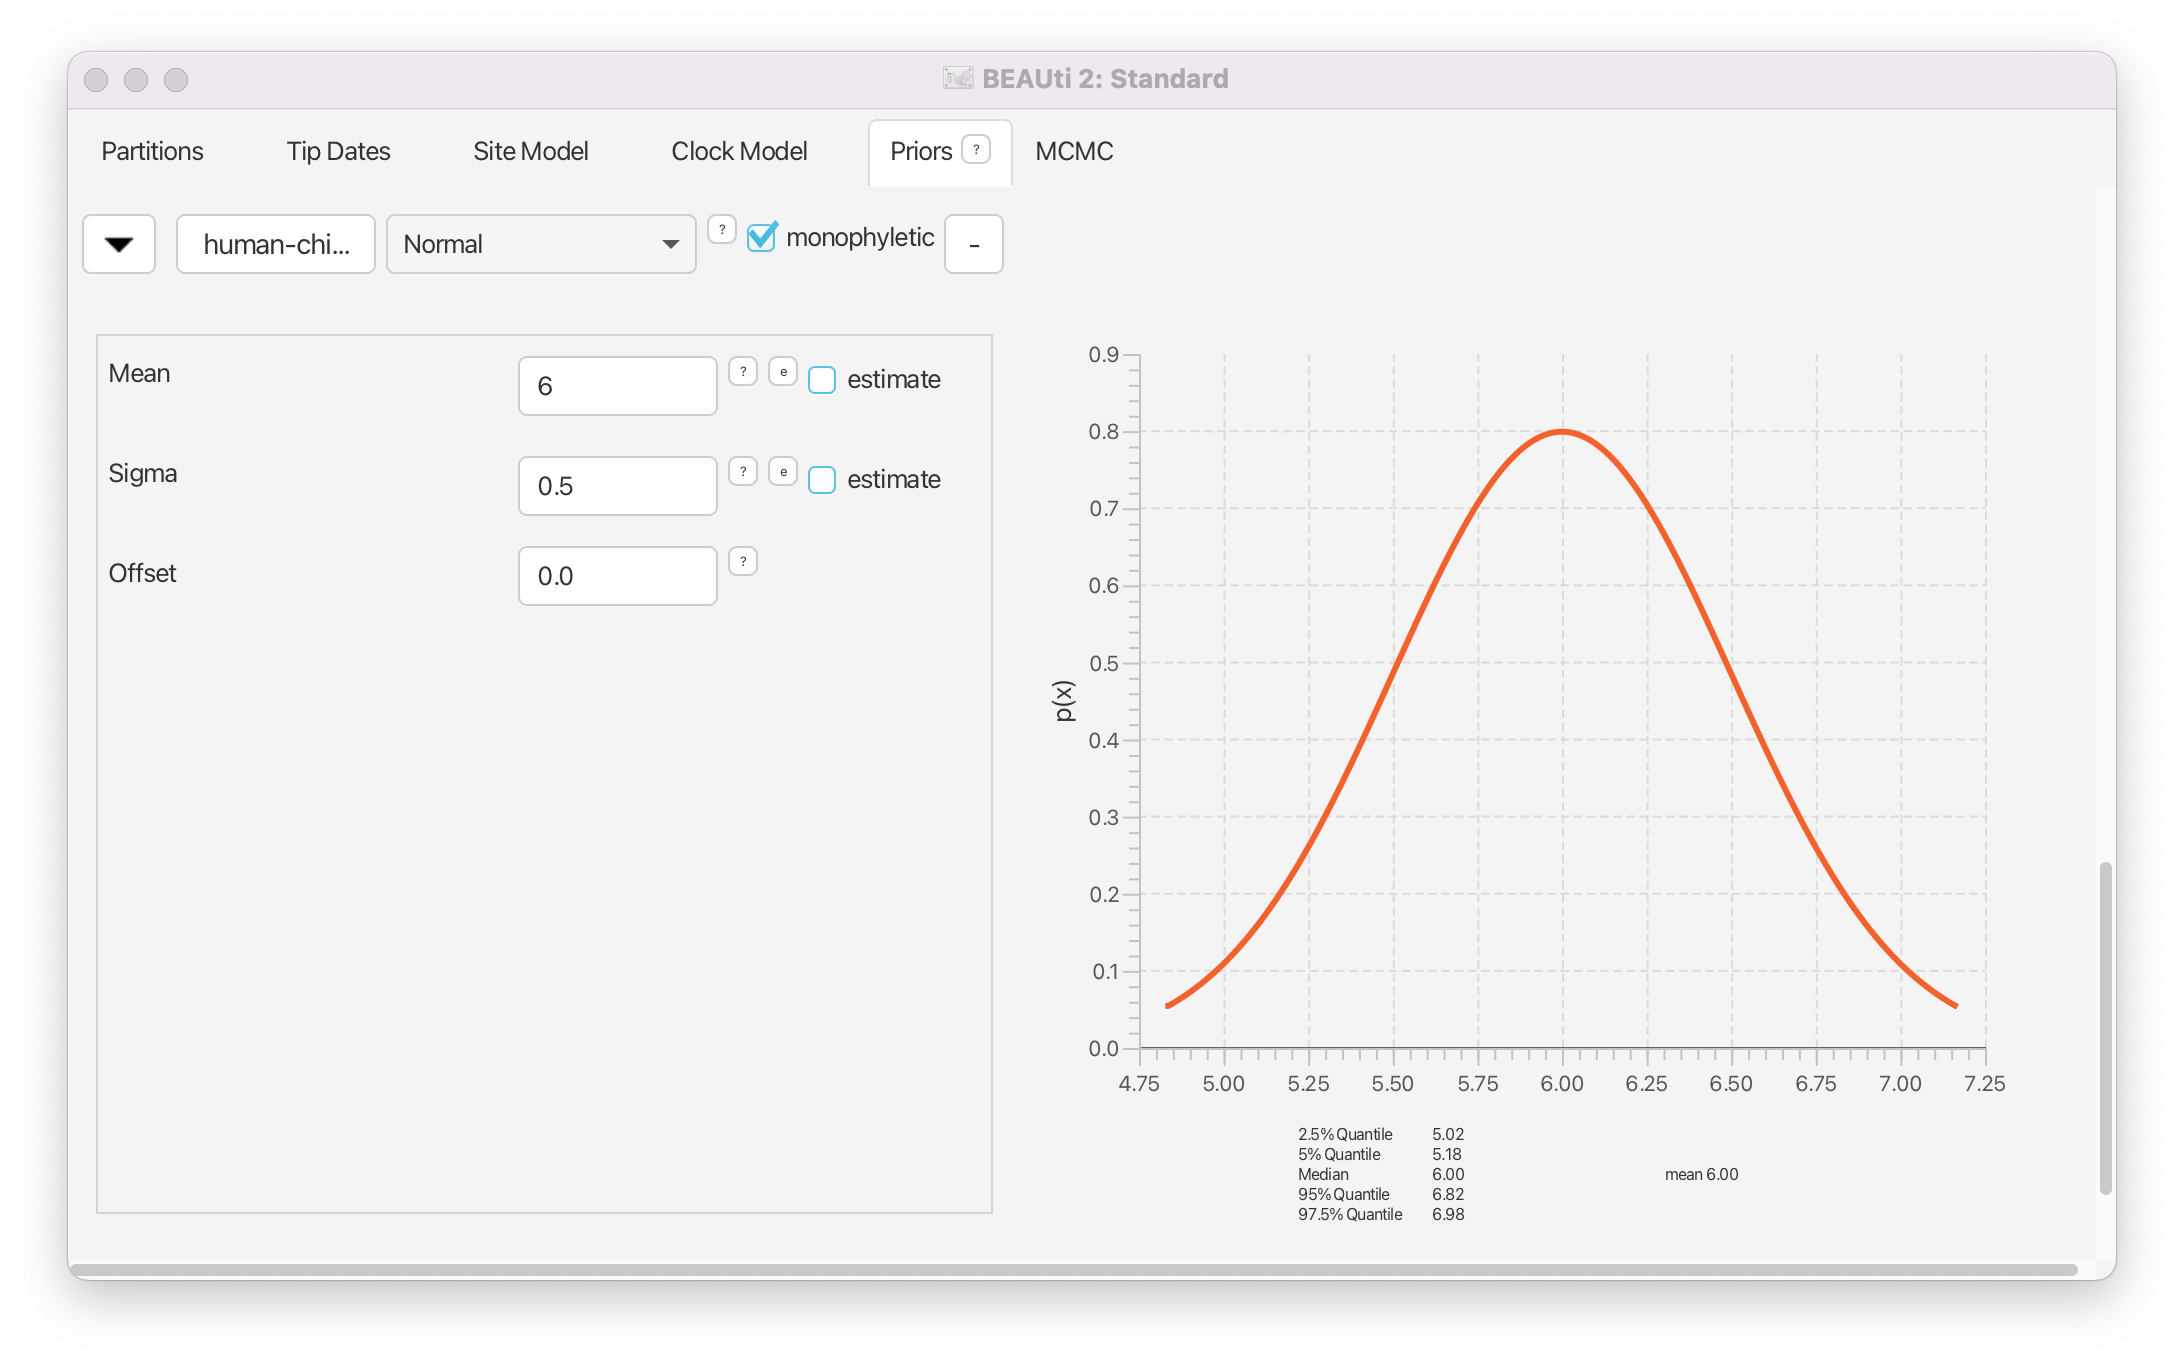 BEAUti 2: Standard
Partitions Tip Dates Site Model Clock Model Priors ? MCMC
human-chi... Normal ? monophyletic -
Mean 6 ? e estimate
Sigma 0.5 ? e estimate
Offset 0.0 ?
0.9
0.8
0.7
0.6
0.5
0.4
0.3
0.2
0.1
0.0
p(x)
4.75 5.00 5.25 5.50 5.75 6.00 6.25 6.50 6.75 7.00 7.25
2.5% Quantile 5.02
5% Quantile 5.18
Median 6.00 mean 6.00
95% Quantile 6.82
97.5% Quantile 6.98